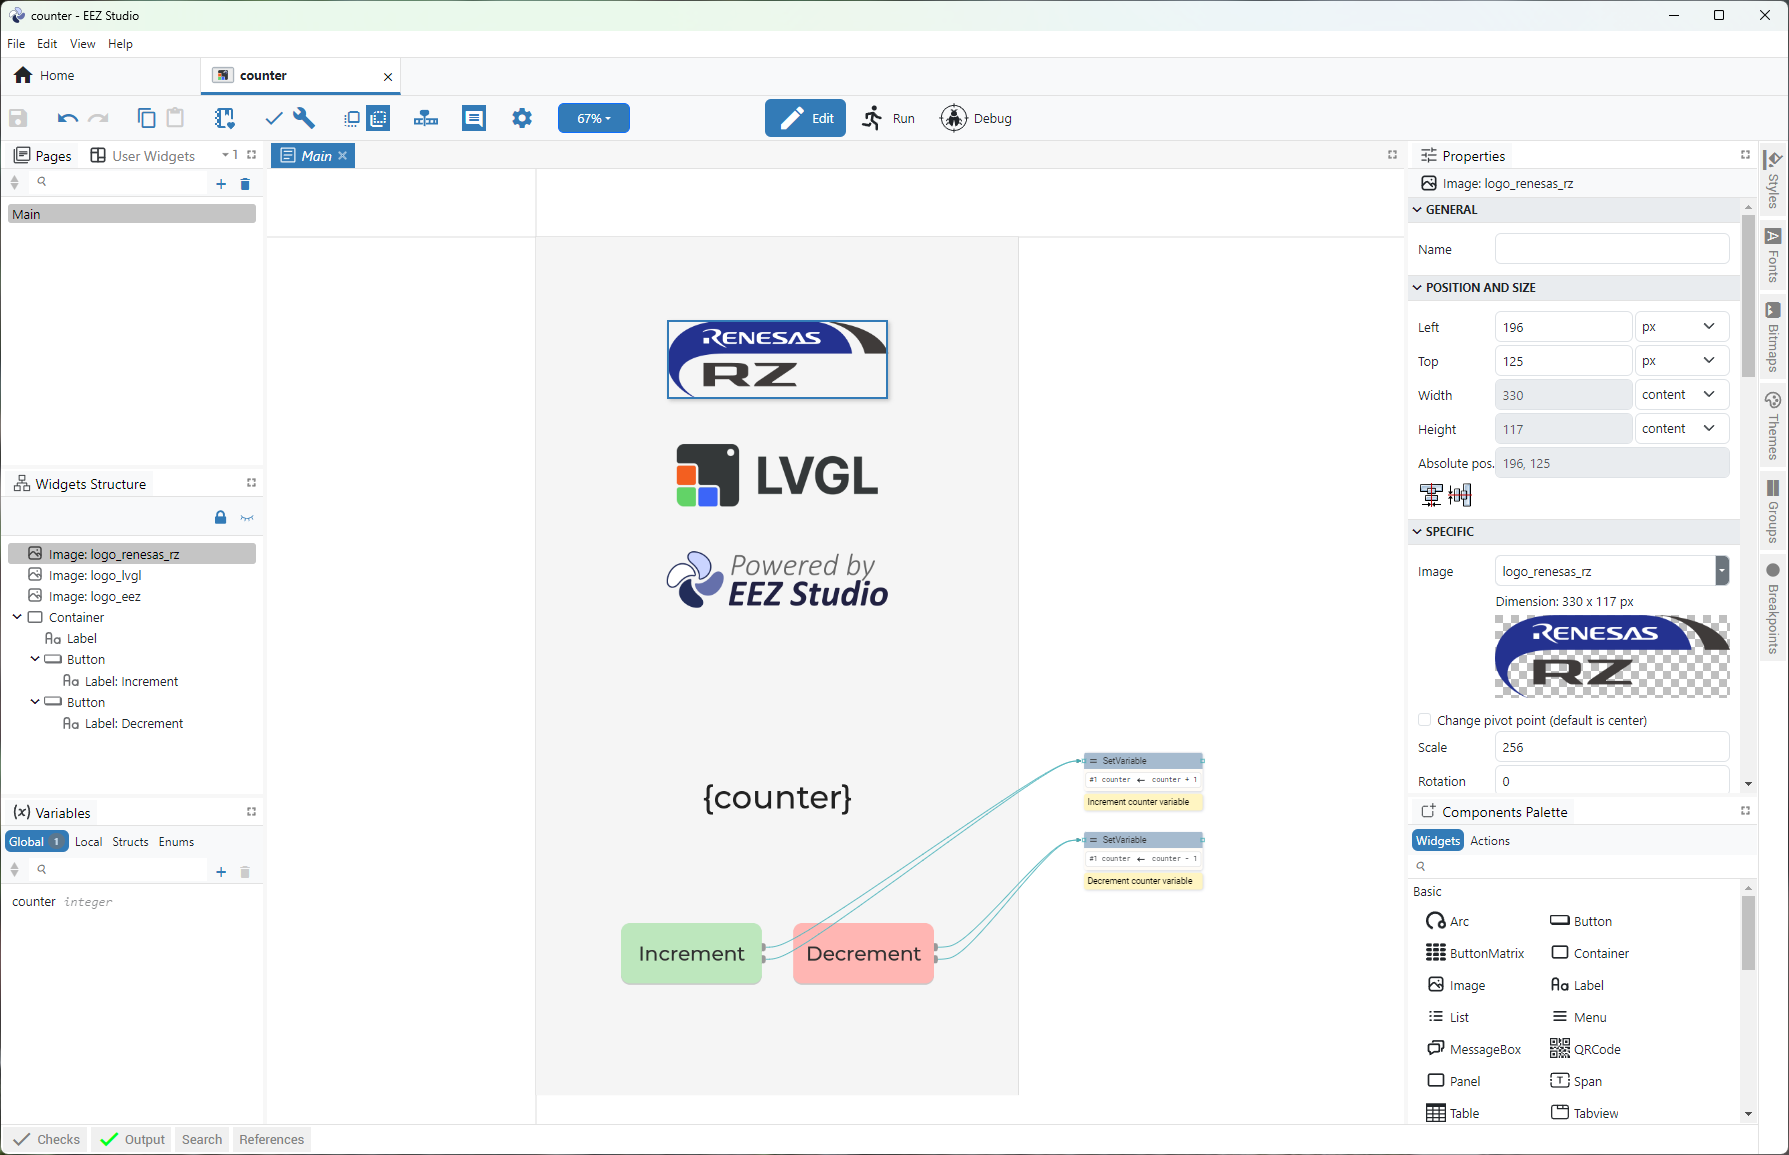 counter - EEZ Studio
File Edit View Help
Home
counter
67%
Edit
Run
Debug
Pages
User Widgets
1
Main
Properties
Image: logo_renesas_rz
Main
GENERAL
Name
POSITION AND SIZE
Left 196 px
Top 125 px
Width 330 content
Height 117 content
Absolute pos. 196, 125
SPECIFIC
Image logo_renesas_rz
Dimension: 330 x 117 px
RENESAS
RZ
Change pivot point (default is center)
Scale 256
Rotation 0
Styles
Fonts
Bitmaps
Themes
Groups
Breakpoints
RENESAS
RZ
LVGL
Powered by
EEZ Studio
{counter}
Increment
Decrement
SetVariable
#1 counter ← counter + 1
Increment counter variable
SetVariable
#1 counter ← counter - 1
Decrement counter variable
Widgets Structure
Image: logo_renesas_rz
Image: logo_lvgl
Image: logo_eez
Container
Label
Button
Label: Increment
Button
Label: Decrement
(x) Variables
Global 1 Local Structs Enums
counter integer
Components Palette
Widgets Actions
Basic
Arc Button
ButtonMatrix Container
Image Label
List Menu
MessageBox QRCode
Panel Span
Table Tabview
Checks Output Search References